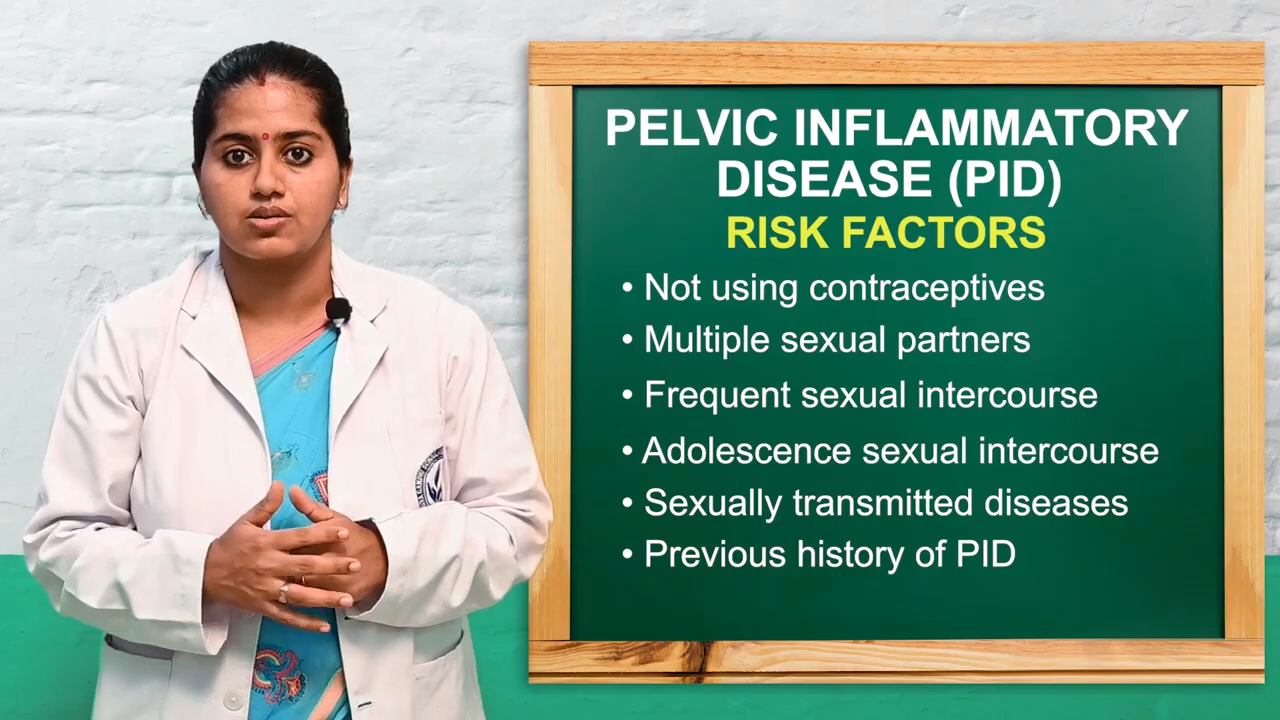 PELVIC INFLAMMATORY
DISEASE (PID)
RISK FACTORS
• Not using contraceptives
• Multiple sexual partners
• Frequent sexual intercourse
• Adolescence sexual intercourse
• Sexually transmitted diseases
• Previous history of PID